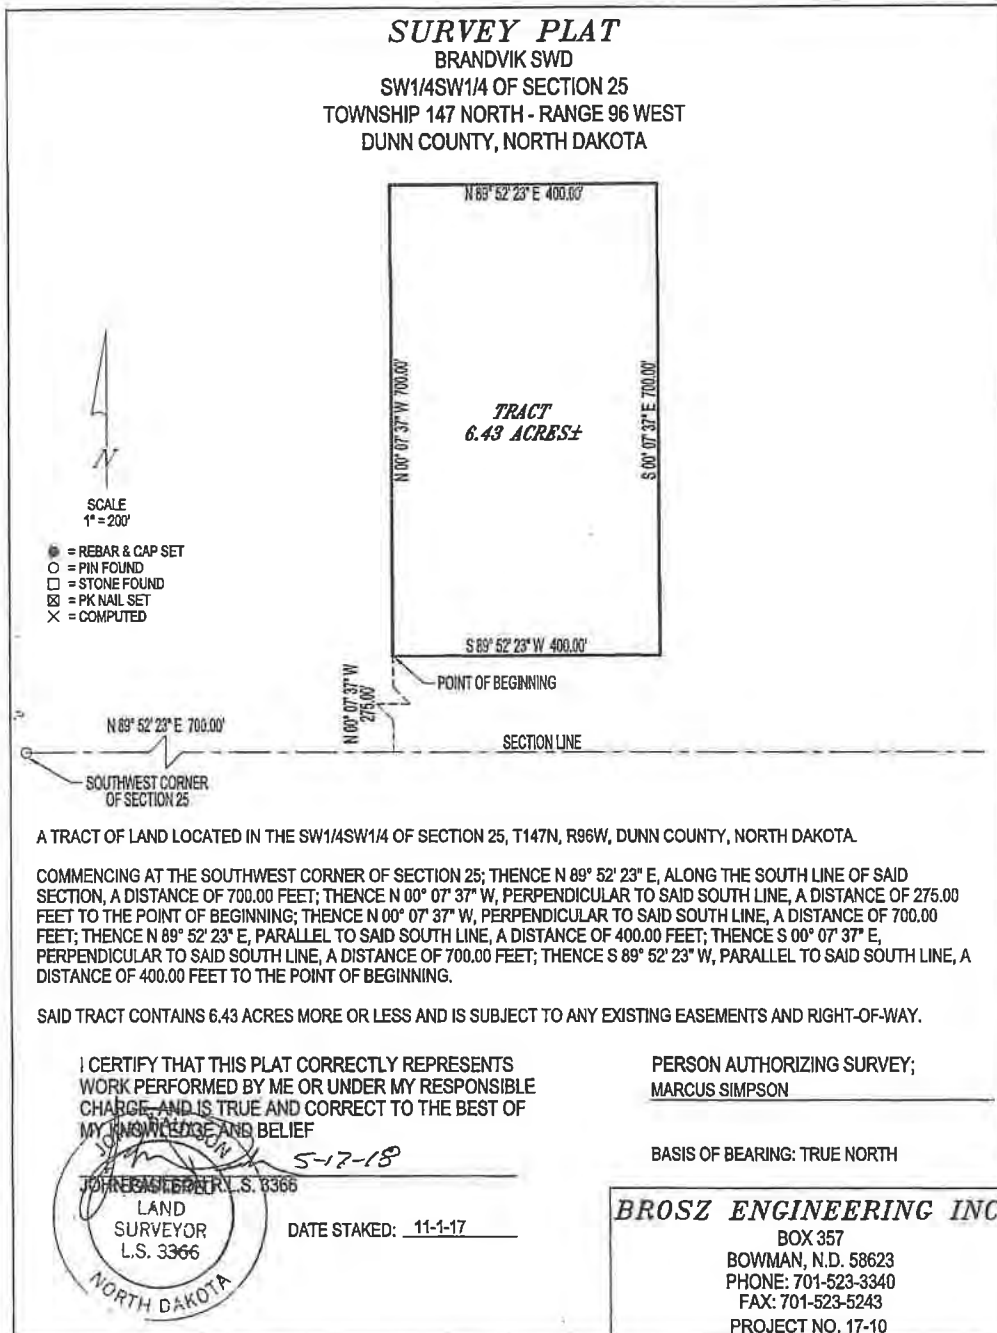 SURVEY PLAT
BRANDVIK SWD
SW1/4SW1/4 OF SECTION 25
TOWNSHIP 147 NORTH - RANGE 96 WEST
DUNN COUNTY, NORTH DAKOTA
N 89° 52' 23" E 400.00'
N 00° 07' 37" W 700.00'
TRACT
6.43 ACRES±
S 00° 07' 37" E 700.00'
N
SCALE
1" = 200'
= REBAR & CAP SET
= PIN FOUND
= STONE FOUND
= PK NAIL SET
= COMPUTED
S 89° 52' 23" W 400.00'
POINT OF BEGINNING
N 00° 07' 37" W
275.00'
N 89° 52' 23" E 700.00'
SECTION LINE
SOUTHWEST CORNER
OF SECTION 25
A TRACT OF LAND LOCATED IN THE SW1/4SW1/4 OF SECTION 25, T147N, R96W, DUNN COUNTY, NORTH DAKOTA.
COMMENCING AT THE SOUTHWEST CORNER OF SECTION 25; THENCE N 89° 52' 23" E, ALONG THE SOUTH LINE OF SAID
SECTION, A DISTANCE OF 700.00 FEET; THENCE N 00° 07' 37" W, PERPENDICULAR TO SAID SOUTH LINE, A DISTANCE OF 275.00
FEET TO THE POINT OF BEGINNING; THENCE N 00° 07' 37" W, PERPENDICULAR TO SAID SOUTH LINE, A DISTANCE OF 700.00
FEET; THENCE N 89° 52' 23" E, PARALLEL TO SAID SOUTH LINE, A DISTANCE OF 400.00 FEET; THENCE S 00° 07' 37" E,
PERPENDICULAR TO SAID SOUTH LINE, A DISTANCE OF 700.00 FEET; THENCE S 89° 52' 23" W, PARALLEL TO SAID SOUTH LINE, A
DISTANCE OF 400.00 FEET TO THE POINT OF BEGINNING.
SAID TRACT CONTAINS 6.43 ACRES MORE OR LESS AND IS SUBJECT TO ANY EXISTING EASEMENTS AND RIGHT-OF-WAY.
I CERTIFY THAT THIS PLAT CORRECTLY REPRESENTS
WORK PERFORMED BY ME OR UNDER MY RESPONSIBLE
CHARGE AND IS TRUE AND CORRECT TO THE BEST OF
MY KNOWLEDGE AND BELIEF
5-17-18
JOHN PAULSON R.L.S. 3366
JOHN PAULSON
LAND
SURVEYOR
L.S. 3366
NORTH DAKOTA
DATE STAKED: 11-1-17
PERSON AUTHORIZING SURVEY;
MARCUS SIMPSON
BASIS OF BEARING: TRUE NORTH
BROSZ ENGINEERING INC
BOX 357
BOWMAN, N.D. 58623
PHONE: 701-523-3340
FAX: 701-523-5243
PROJECT NO. 17-10